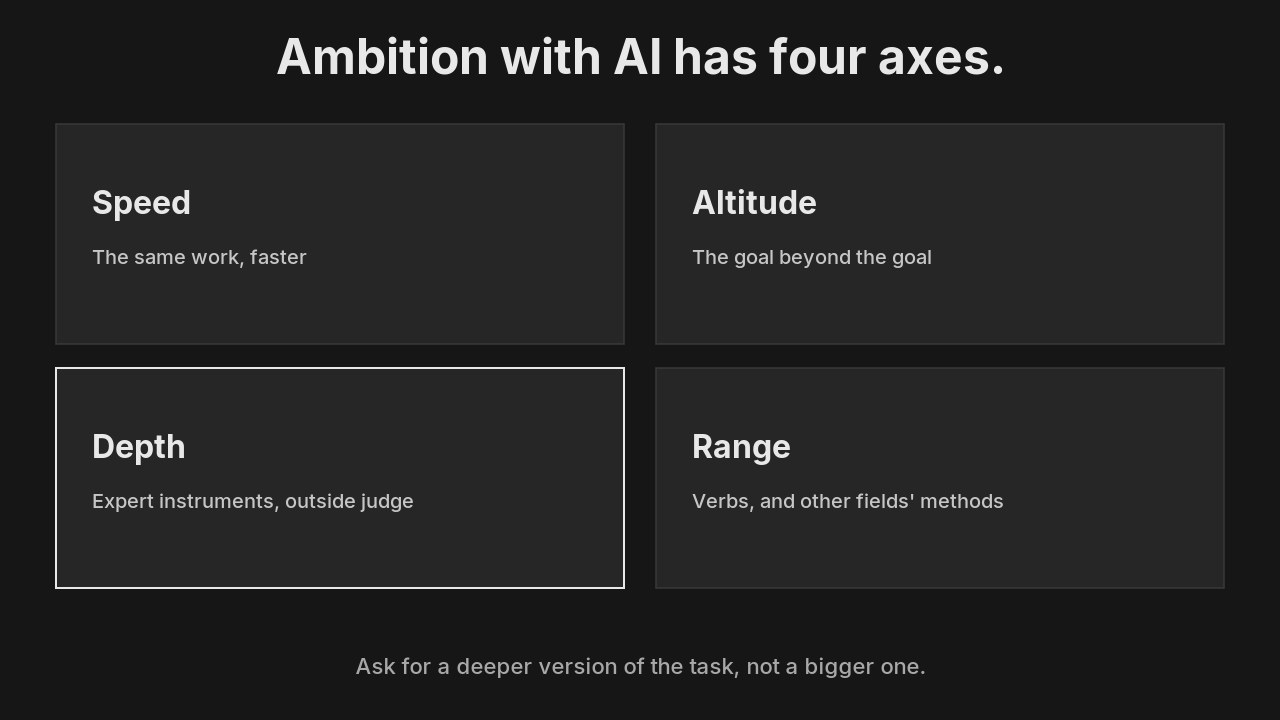 Ambition with AI has four axes.
Speed
The same work, faster
Altitude
The goal beyond the goal
Depth
Expert instruments, outside judge
Range
Verbs, and other fields' methods
Ask for a deeper version of the task, not a bigger one.